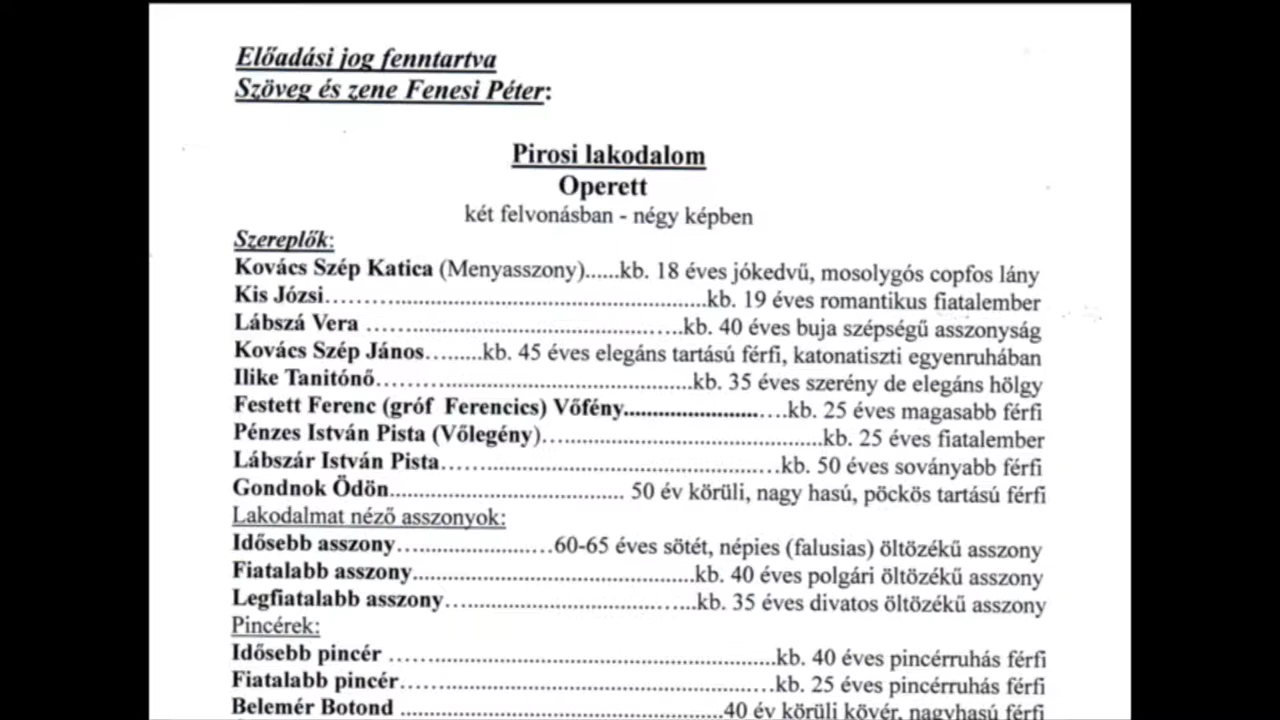 Előadási jog fenntartva
Szöveg és zene Fenesi Péter:
Pirosi lakodalom
Operett
két felvonásban - négy képben
Szereplők:
Kovács Szép Katica (Menyasszony)......kb. 18 éves jókedvű, mosolygós copfos lány
Kis Józsi..........................................................kb. 19 éves romantikus fiatalember
Lábszá Vera ................................................kb. 40 éves buja szépségű asszonyság
Kovács Szép János.........kb. 45 éves elegáns tartású férfi, katonatiszti egyenruhában
Ilike Tanitónő................................................kb. 35 éves szerény de elegáns hölgy
Festett Ferenc (gróf Ferencics) Vőfény.........................kb. 25 éves magasabb férfi
Pénzes István Pista (Vőlegény)..........................................kb. 25 éves fiatalember
Lábszár István Pista...................................................kb. 50 éves soványabb férfi
Gondnok Ödön.................................... 50 év körüli, nagy hasú, pöckös tartású férfi
Lakodalmat néző asszonyok:
Idősebb asszony........................60-65 éves sötét, népies (falusias) öltözékű asszony
Fiatalabb asszony...........................................kb. 40 éves polgári öltözékű asszony
Legfiatalabb asszony......................................kb. 35 éves divatos öltözékű asszony
Pincérek:
Idősebb pincér ...........................................................kb. 40 éves pincérruhás férfi
Fiatalabb pincér.........................................................kb. 25 éves pincérruhás férfi
Belemér Botond .................................................40 év körüli kövér, nagyhasú férfi